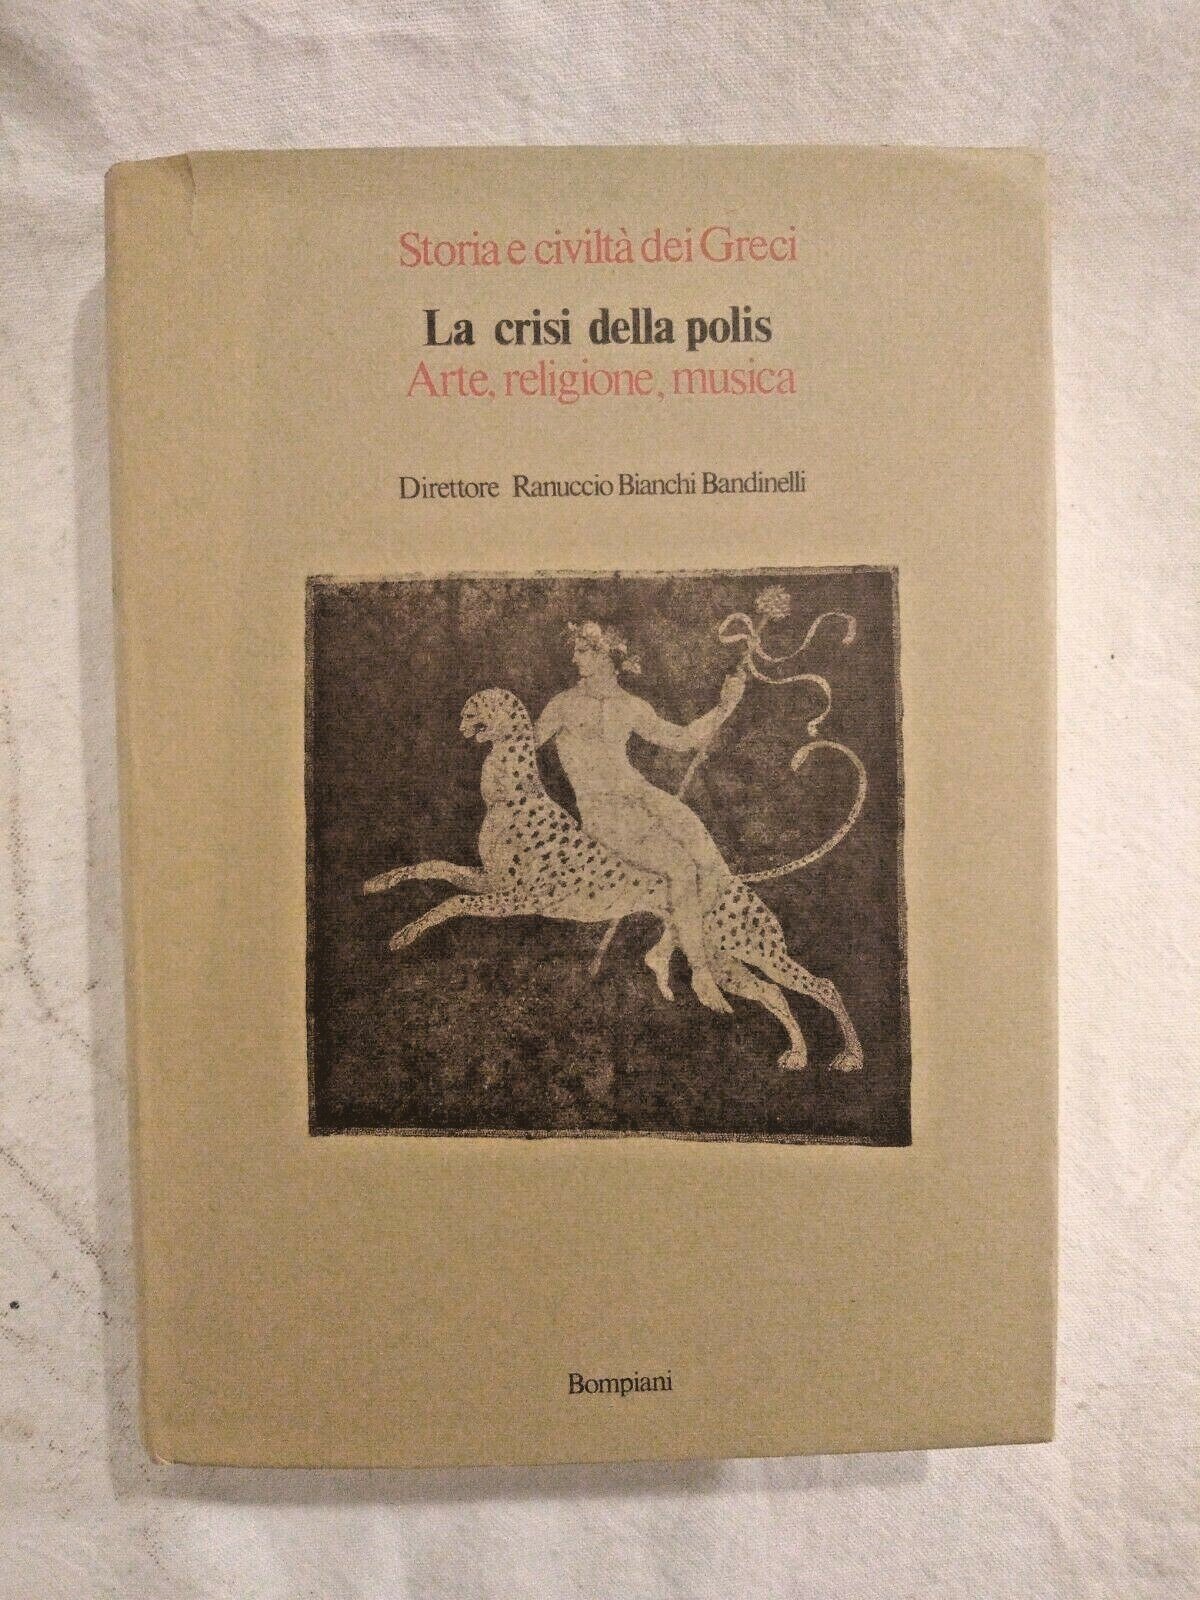 Storia e civiltà dei Greci
La crisi della polis
Arte, religione, musica
Direttore Ranuccio Bianchi Bandinelli
Bompiani